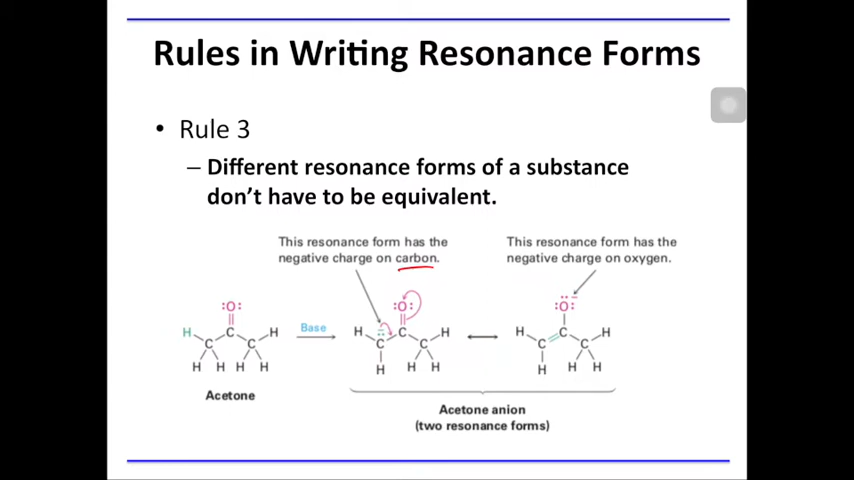 Rules in Writing Resonance Forms
• Rule 3
– Different resonance forms of a substance
don't have to be equivalent.
This resonance form has the
negative charge on carbon.
This resonance form has the
negative charge on oxygen.
:O: :O: :O:
H C C C H H H H H
Base
H C C C H H H H
H C C C H H H H
Acetone
Acetone anion
(two resonance forms)